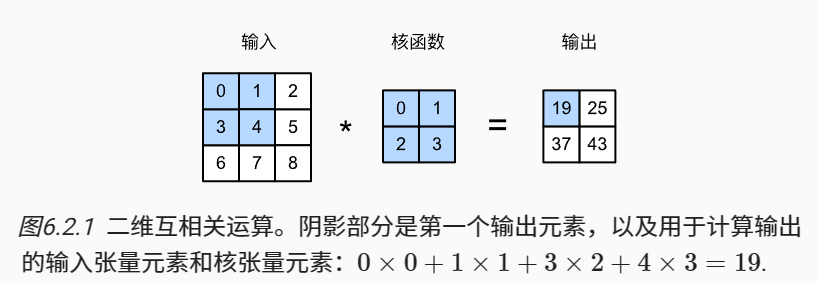 输入 核函数 输出
0 1 2
3 4 5
6 7 8
*
0 1
2 3
=
19 25
37 43
图6.2.1 二维互相关运算。阴影部分是第一个输出元素，以及用于计算输出
的输入张量元素和核张量元素：0 × 0 + 1 × 1 + 3 × 2 + 4 × 3 = 19.